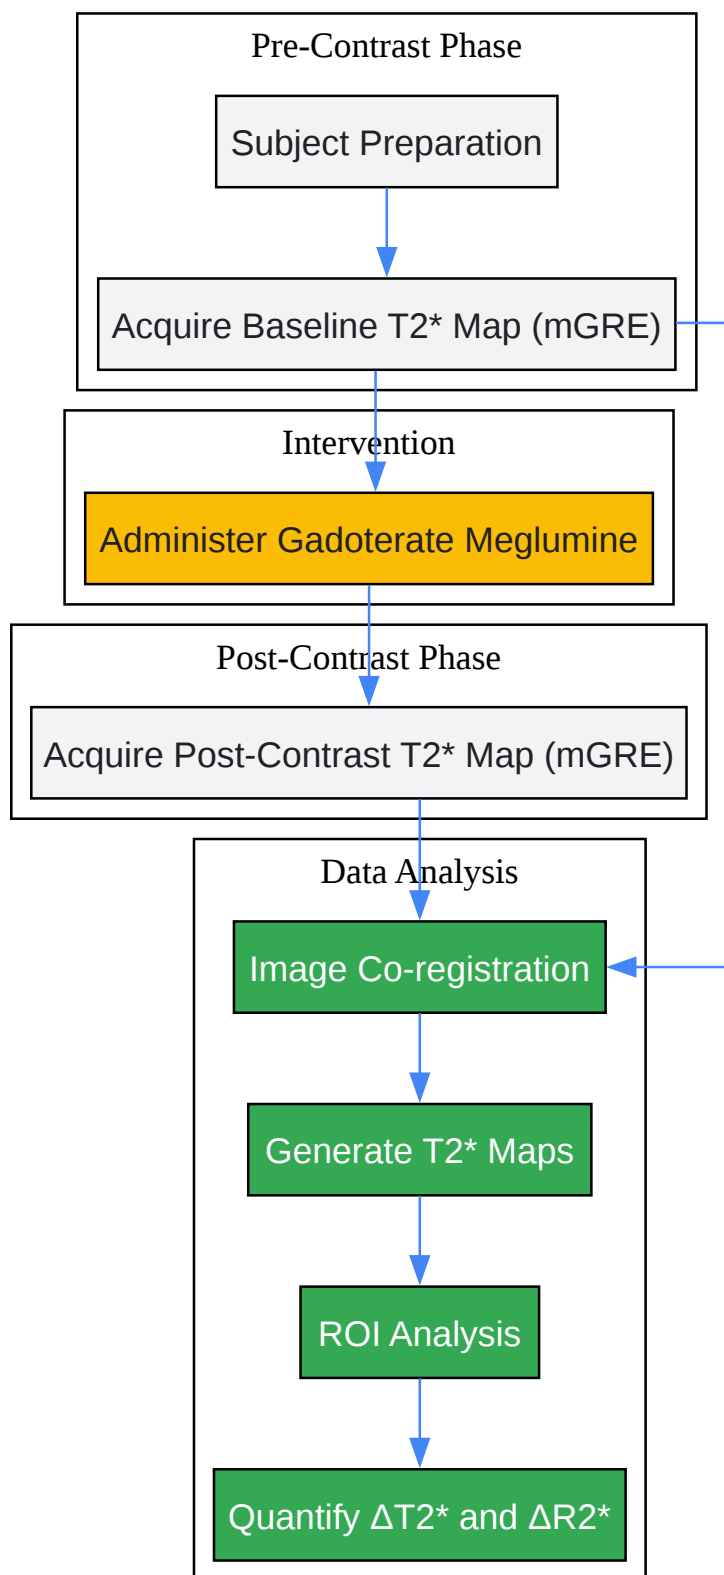 Pre-Contrast Phase
Subject Preparation
Acquire Baseline T2* Map (mGRE)
Intervention
Administer Gadoterate Meglumine
Post-Contrast Phase
Acquire Post-Contrast T2* Map (mGRE)
Data Analysis
Image Co-registration
Generate T2* Maps
ROI Analysis
Quantify ΔT2* and ΔR2*